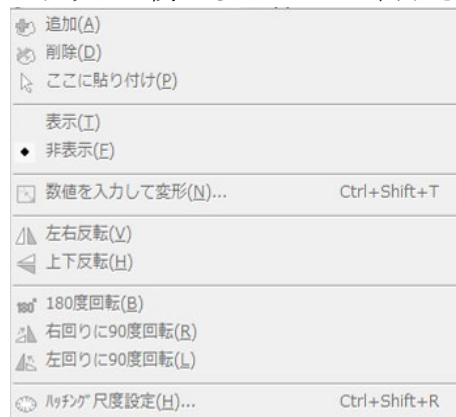 追加(A)
削除(D)
ここに貼り付け(P)
表示(T)
非表示(F)
数値を入力して変形(N)... Ctrl+Shift+T
左右反転(V)
上下反転(H)
180° 180度回転(B)
右回りに90度回転(R)
左回りに90度回転(L)
ﾊｯﾁﾝｸﾞ尺度設定(H)... Ctrl+Shift+R